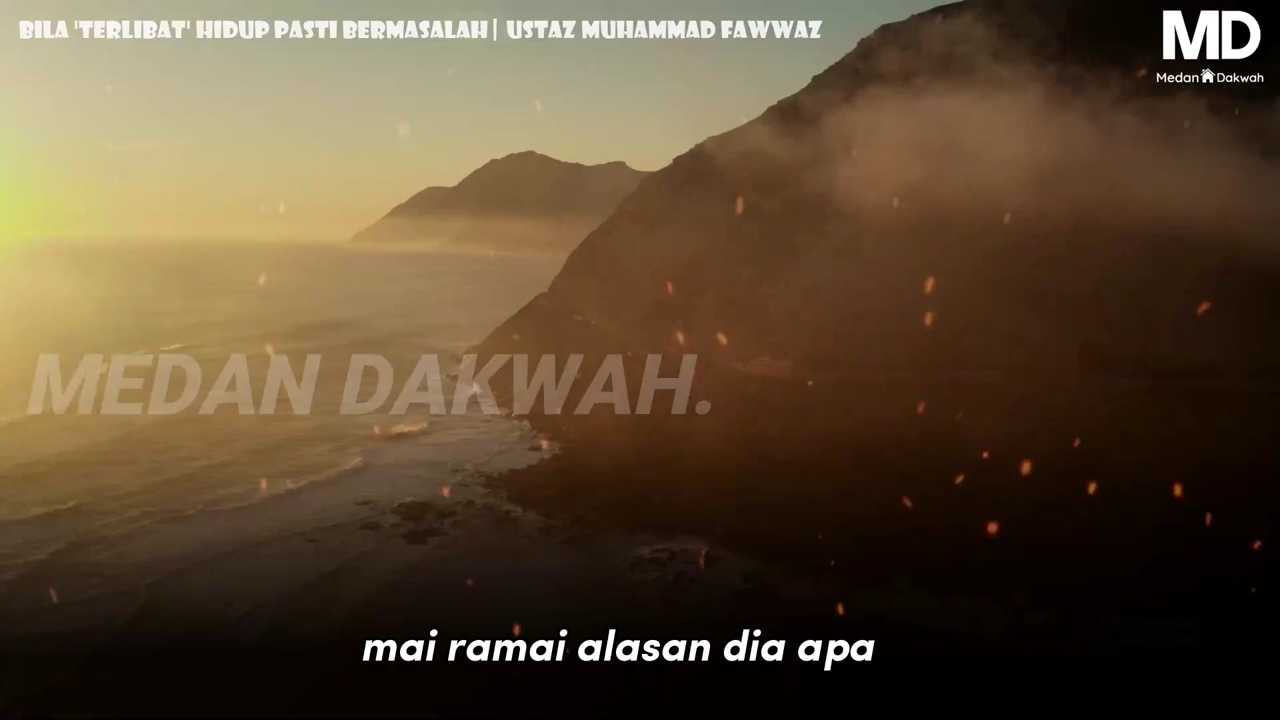 BILA 'TERLIBAT' HIDUP PASTI BERMASALAH | USTAZ MUHAMMAD FAWWAZ
MD
Medan Dakwah
MEDAN DAKWAH.
mai ramai alasan dia apa